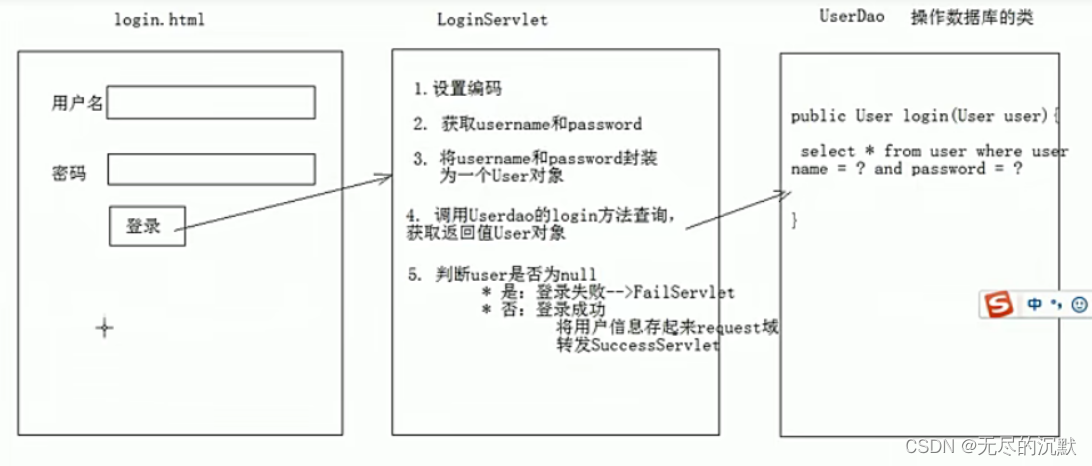 login.html
用户名
密码
登录
LoginServlet
1.设置编码
2. 获取username和password
3. 将username和password封装
为一个User对象
4. 调用Userdao的login方法查询，
获取返回值User对象
5. 判断user是否为null
* 是：登录失败-->FailServlet
* 否：登录成功
将用户信息存起来request域
转发SuccessServlet
UserDao 操作数据库的类
public User login(User user){
select * from user where user
name = ? and password = ?
}
S 中
CSDN @无尽的沉默